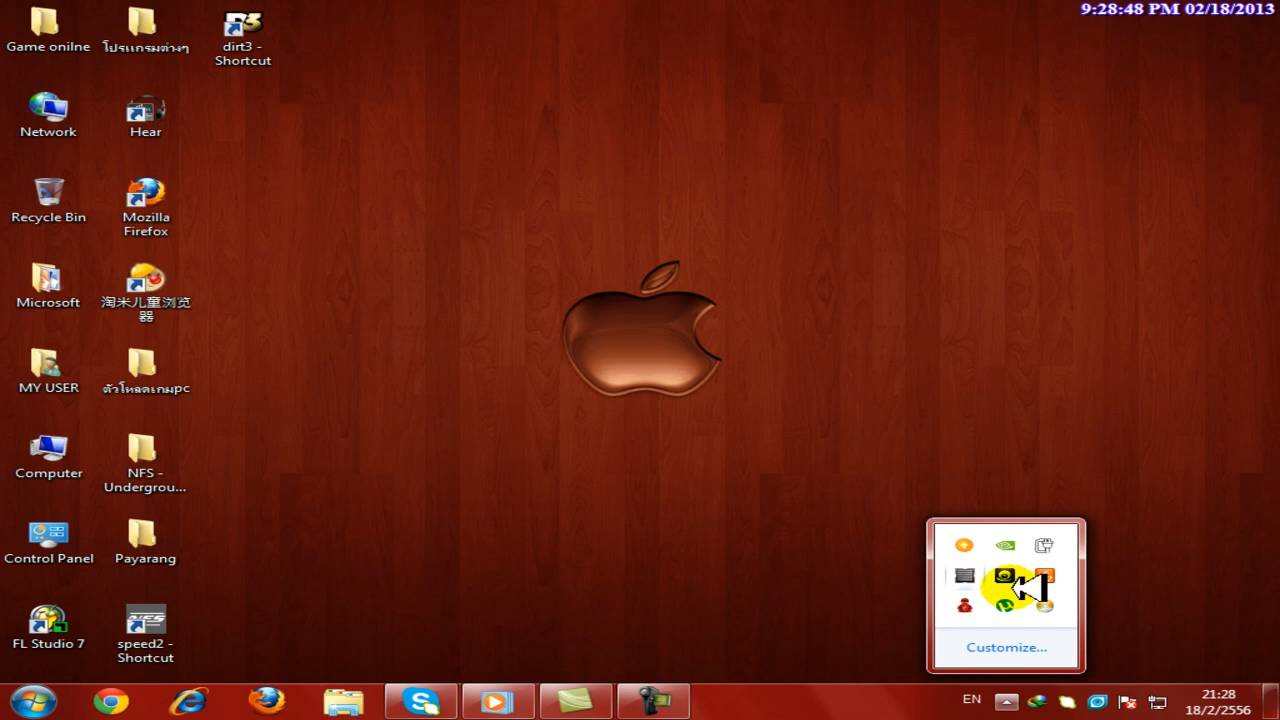 9:28:48 PM 02/18/2013
Game onilne
โปรเเกรมต่างๆ
dirt3 -
Shortcut
Network
Hear
Recycle Bin
Mozilla
Firefox
Microsoft
淘米儿童浏览
器
MY USER
ตัวโหลดเกมpc
Computer
NFS -
Undergrou...
Control Panel
Payarang
FL Studio 7
speed2 -
Shortcut
Customize...
EN
21:28
18/2/2556